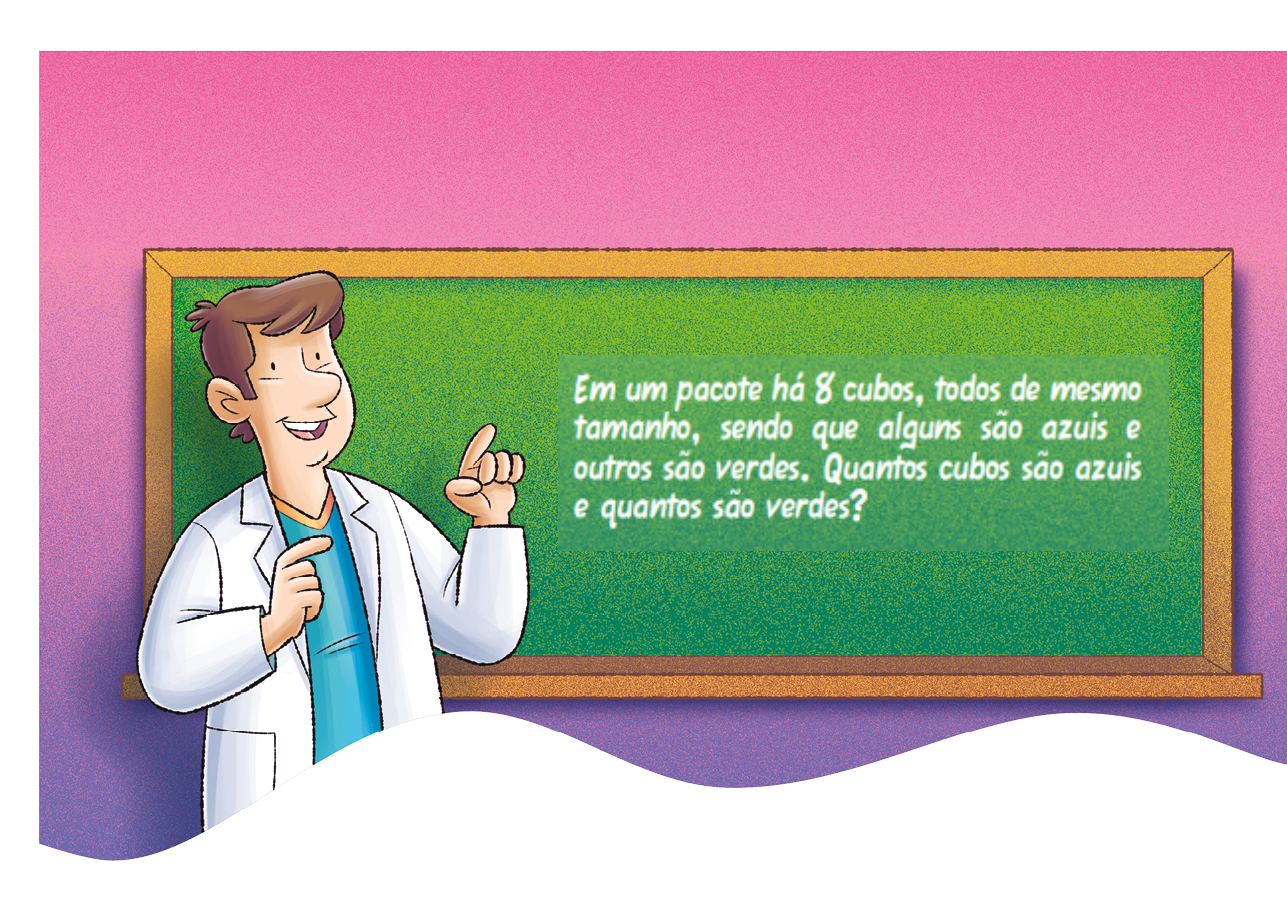 Em um pacote há 8 cubos, todos de mesmo
tamanho, sendo que alguns são azuis e
outros são verdes. Quantos cubos são azuis
e quantos são verdes?